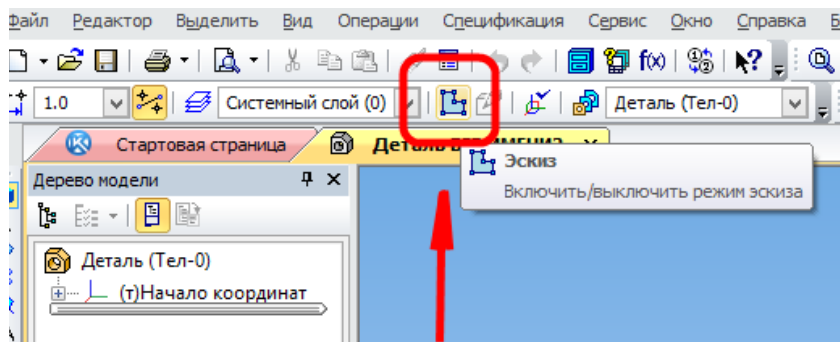 Файл Редактор Выделить Вид Операции Спецификация Сервис Окно Справка
f(x)
1.0 Системный слой (0) Деталь (Тел-0)
Стартовая страница Деталь
Эскиз
Включить/выключить режим эскиза
Дерево модели
Деталь (Тел-0)
(т)Начало координат